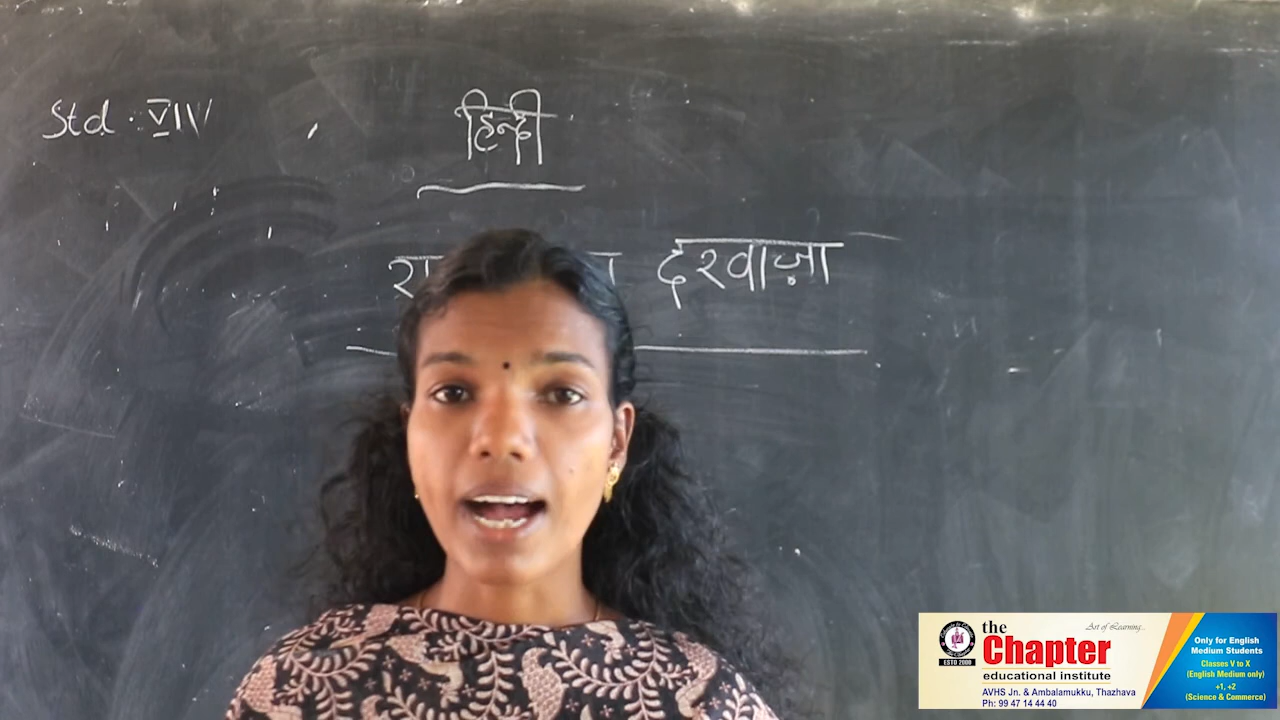 Std : VIV
हिन्दी
दरवाज़ा
the
Chapter
educational institute
Art of Learning...
ESTD 2000
AVHS Jn. & Ambalamukku, Thazhava
Ph: 99 47 14 44 40
Only for English
Medium Students
Classes V to X
(English Medium only)
+1, +2
(Science & Commerce)